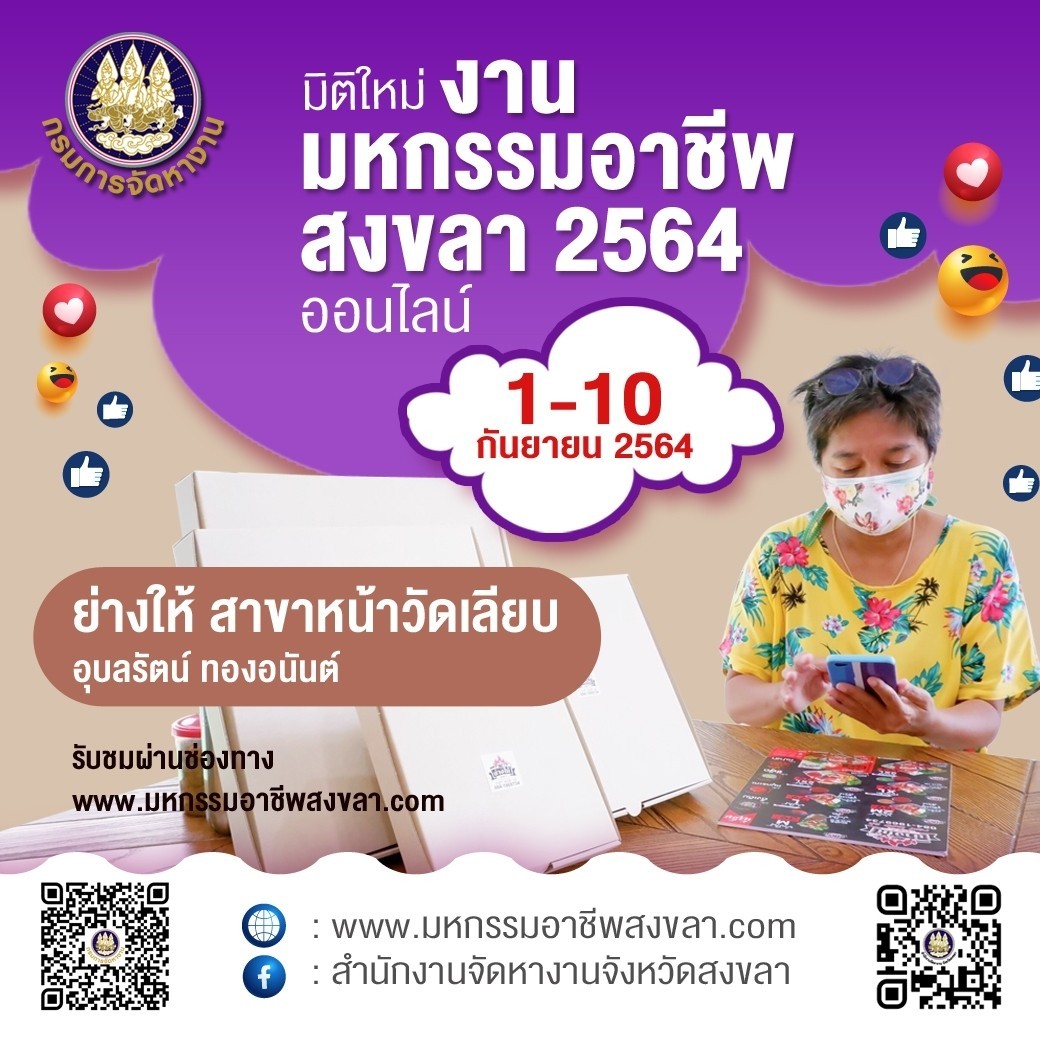 กรมการจัดหางาน
มิติใหม่ งาน
มหกรรมอาชีพ
สงขลา 2564
ออนไลน์
1-10
กันยายน 2564
ย่างให้ สาขาหน้าวัดเลียบ
อุบลรัตน์ ทองอนันต์
รับชมผ่านช่องทาง
www.มหกรรมอาชีพสงขลา.com
: www.มหกรรมอาชีพสงขลา.com
: สำนักงานจัดหางานจังหวัดสงขลา